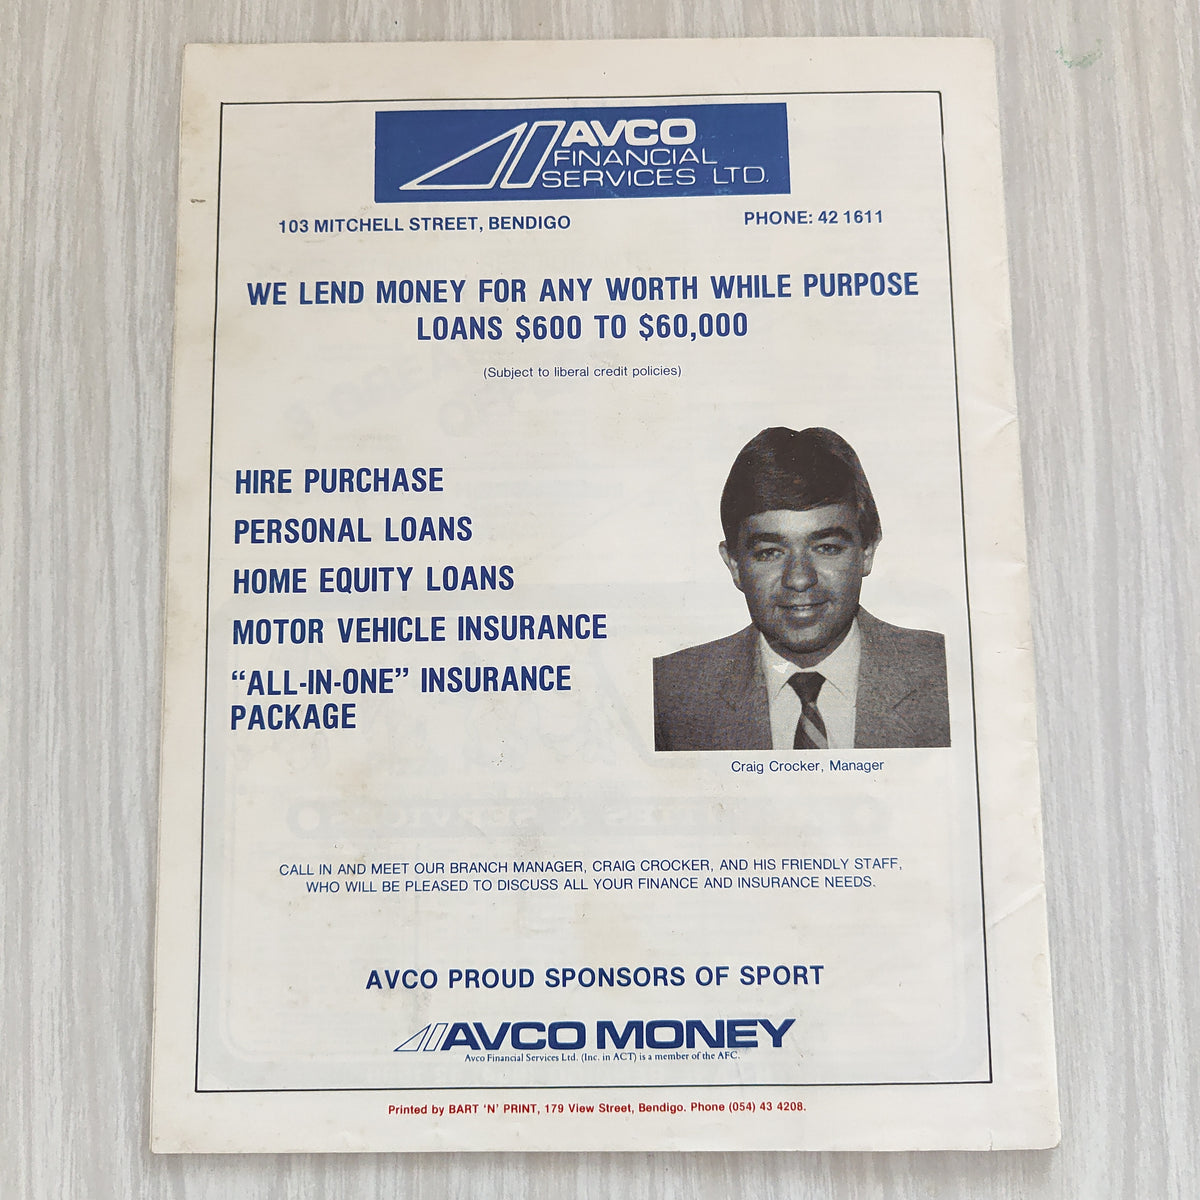 AVCO
FINANCIAL
SERVICES LTD.
103 MITCHELL STREET, BENDIGO
PHONE: 42 1611
WE LEND MONEY FOR ANY WORTH WHILE PURPOSE
LOANS $600 TO $60,000
(Subject to liberal credit policies)
HIRE PURCHASE
PERSONAL LOANS
HOME EQUITY LOANS
MOTOR VEHICLE INSURANCE
“ALL-IN-ONE” INSURANCE
PACKAGE
Craig Crocker, Manager
CALL IN AND MEET OUR BRANCH MANAGER, CRAIG CROCKER, AND HIS FRIENDLY STAFF,
WHO WILL BE PLEASED TO DISCUSS ALL YOUR FINANCE AND INSURANCE NEEDS.
AVCO PROUD SPONSORS OF SPORT
AVCO MONEY
Avco Financial Services Ltd. (Inc. in ACT) is a member of the AFC.
Printed by BART ‘N’ PRINT, 179 View Street, Bendigo. Phone (054) 43 4208.